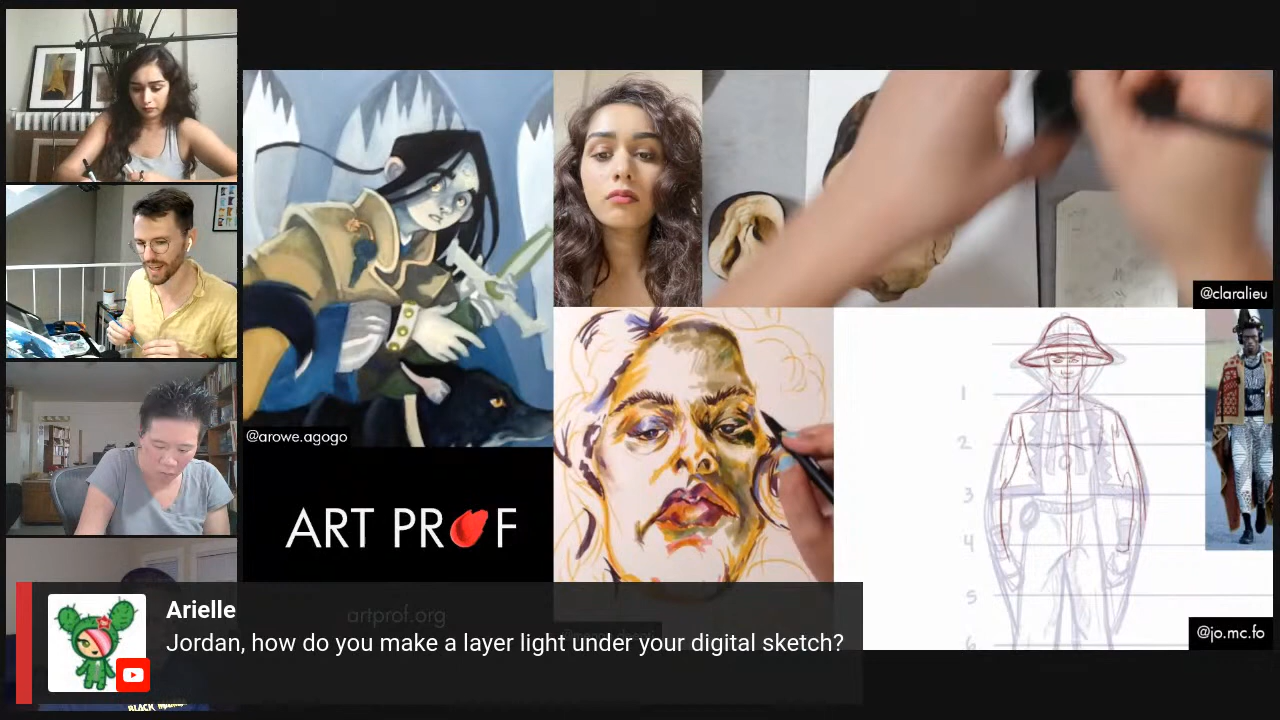 @claralieu
@arowe.agogo
ART PROF
artprof.org
1
2
3
4
5
6
@jo.mc.fo
Arielle
Jordan, how do you make a layer light under your digital sketch?
BLACK